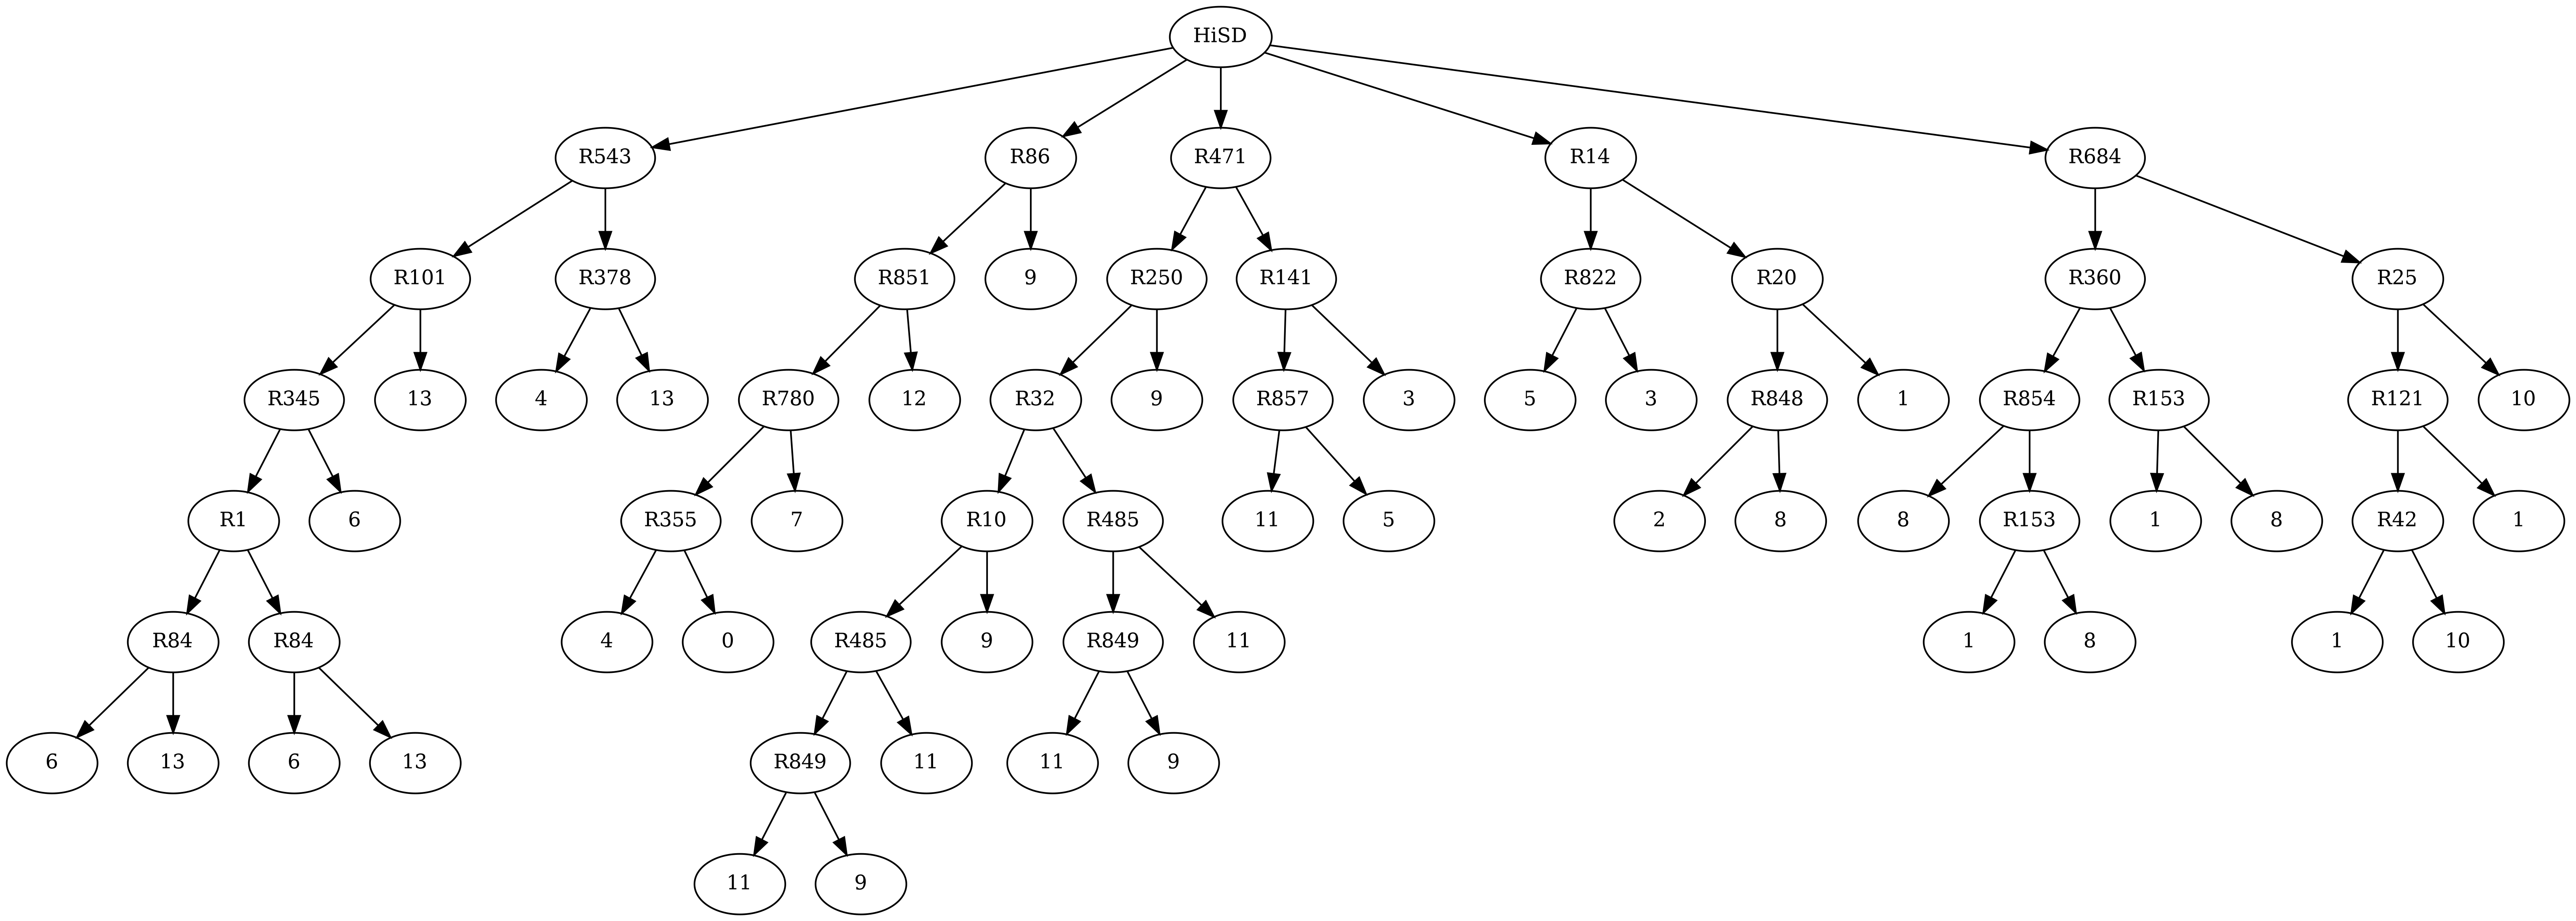 HiSD
R543 R86 R471 R14 R684
R101 R378 R851 9 R250 R141 R822 R20 R360 R25
R345 13 4 13 R780 12 R32 9 R857 3 5 3 R848 1 R854 R153 R121 10
R1 6 R355 7 R10 R485 11 5 2 8 8 R153 1 8 R42 1
R84 R84 4 0 R485 9 R849 11 1 8 1 10
6 13 6 13 R849 11 11 9
11 9